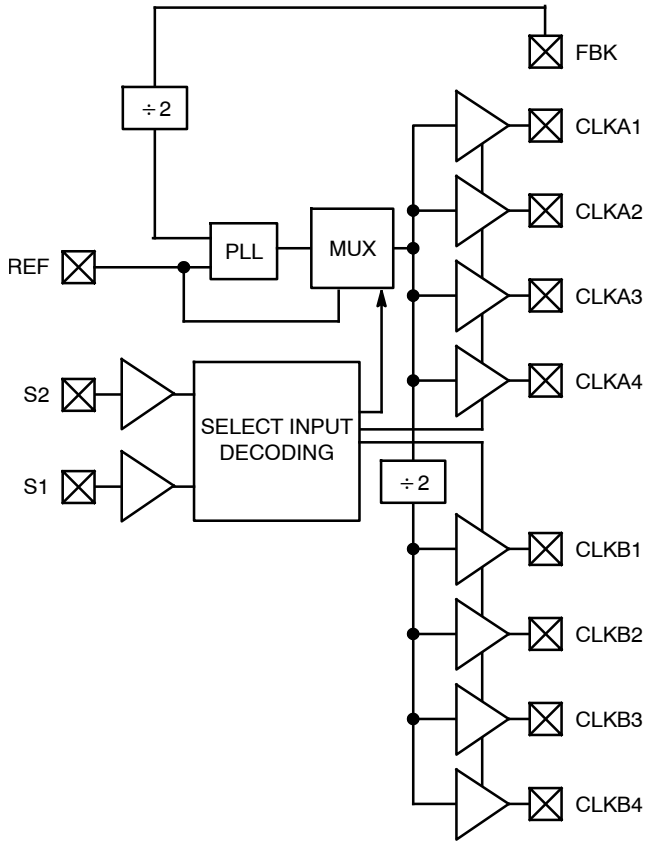 FBK
÷2
CLKA1
CLKA2
REF
PLL
MUX
CLKA3
CLKA4
S2
SELECT INPUT
DECODING
S1
÷2
CLKB1
CLKB2
CLKB3
CLKB4